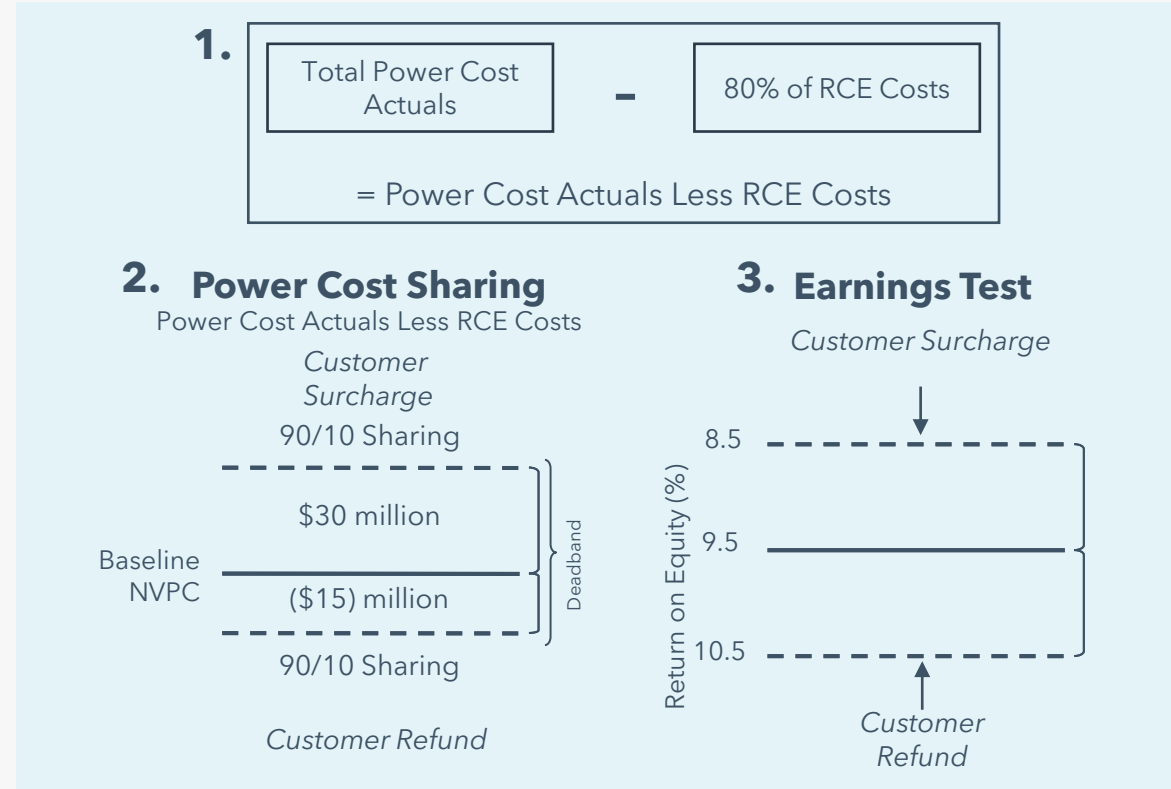 1.
Total Power Cost
Actuals
-
80% of RCE Costs
= Power Cost Actuals Less RCE Costs
2. Power Cost Sharing
Power Cost Actuals Less RCE Costs
Customer
Surcharge
90/10 Sharing
$30 million
Baseline
NVPC
($15) million
Deadband
90/10 Sharing
Customer Refund
3. Earnings Test
Customer Surcharge
8.5
Return on Equity (%)
9.5
10.5
Customer
Refund